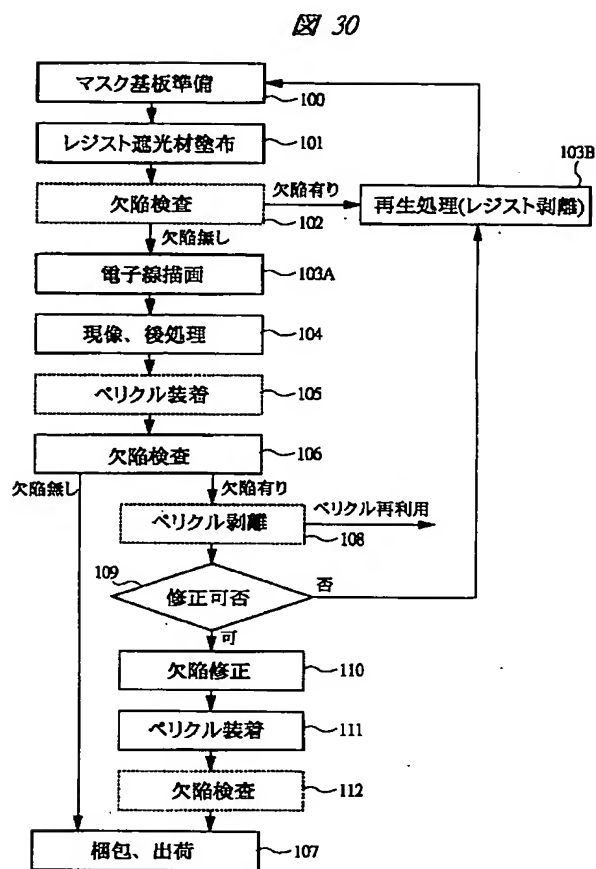 図 30
マスク基板準備
100
レジスト遮光材塗布
101
103B
欠陥検査
102
欠陥有り
再生処理(レジスト剥離)
欠陥無し
電子線描画
103A
現像、後処理
104
ペリクル装着
105
欠陥検査
106
欠陥無し
欠陥有り
ペリクル剥離
108
ペリクル再利用
109
修正可否
否
可
欠陥修正
110
ペリクル装着
111
欠陥検査
112
梱包、出荷
107